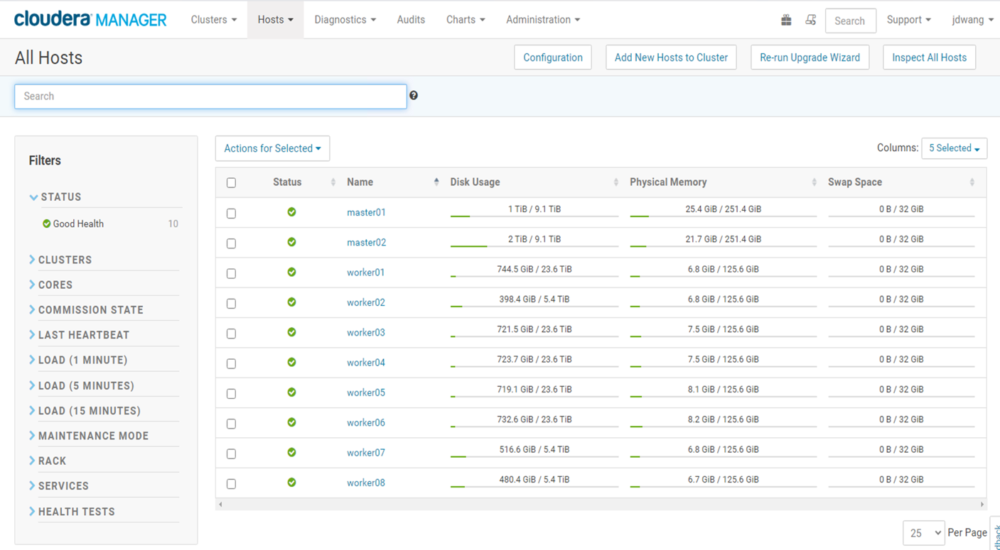 cloudera MANAGER Clusters Hosts Diagnostics Audits Charts Administration Search Support jdwang
All Hosts Configuration Add New Hosts to Cluster Re-run Upgrade Wizard Inspect All Hosts
Search
Filters
STATUS
Good Health 10
CLUSTERS
CORES
COMMISSION STATE
LAST HEARTBEAT
LOAD (1 MINUTE)
LOAD (5 MINUTES)
LOAD (15 MINUTES)
MAINTENANCE MODE
RACK
SERVICES
HEALTH TESTS
Actions for Selected Columns: 5 Selected
Status Name Disk Usage Physical Memory Swap Space
master01 1 TiB / 9.1 TiB 25.4 GiB / 251.4 GiB 0 B / 32 GiB
master02 2 TiB / 9.1 TiB 21.7 GiB / 251.4 GiB 0 B / 32 GiB
worker01 744.5 GiB / 23.6 TiB 6.8 GiB / 125.6 GiB 0 B / 32 GiB
worker02 398.4 GiB / 5.4 TiB 6.8 GiB / 125.6 GiB 0 B / 32 GiB
worker03 721.5 GiB / 23.6 TiB 7.5 GiB / 125.6 GiB 0 B / 32 GiB
worker04 723.7 GiB / 23.6 TiB 7.5 GiB / 125.6 GiB 0 B / 32 GiB
worker05 719.1 GiB / 23.6 TiB 8.1 GiB / 125.6 GiB 0 B / 32 GiB
worker06 732.6 GiB / 23.6 TiB 8.2 GiB / 125.6 GiB 0 B / 32 GiB
worker07 516.6 GiB / 5.4 TiB 6.8 GiB / 125.6 GiB 0 B / 32 GiB
worker08 480.4 GiB / 5.4 TiB 6.7 GiB / 125.6 GiB 0 B / 32 GiB
25 Per Page